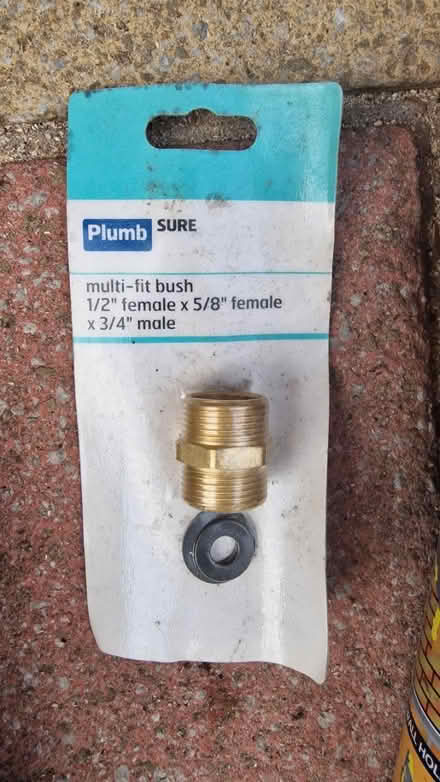 Plumb SURE
multi-fit bush
1/2" female x 5/8" female
x 3/4" male